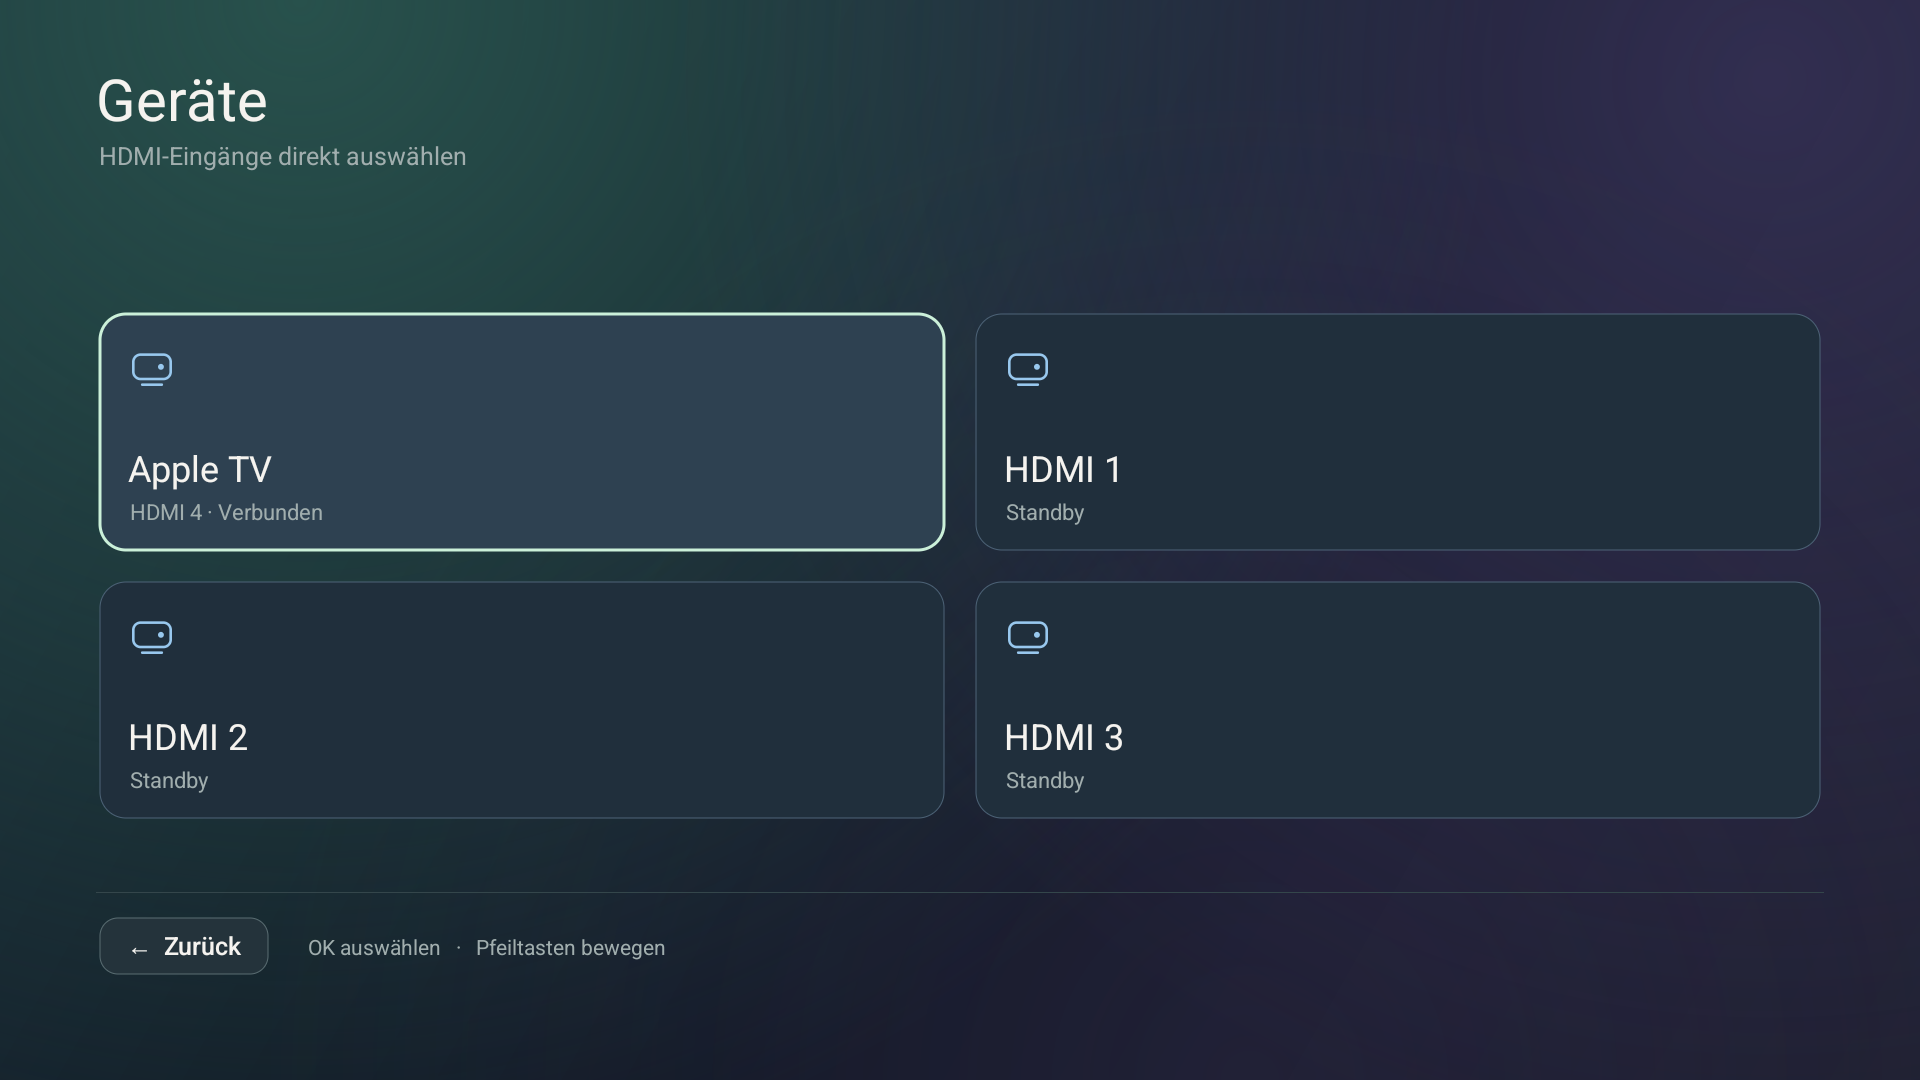 Geräte
HDMI-Eingänge direkt auswählen
Apple TV
HDMI 4 · Verbunden
HDMI 1
Standby
HDMI 2
Standby
HDMI 3
Standby
← Zurück
OK auswählen · Pfeiltasten bewegen